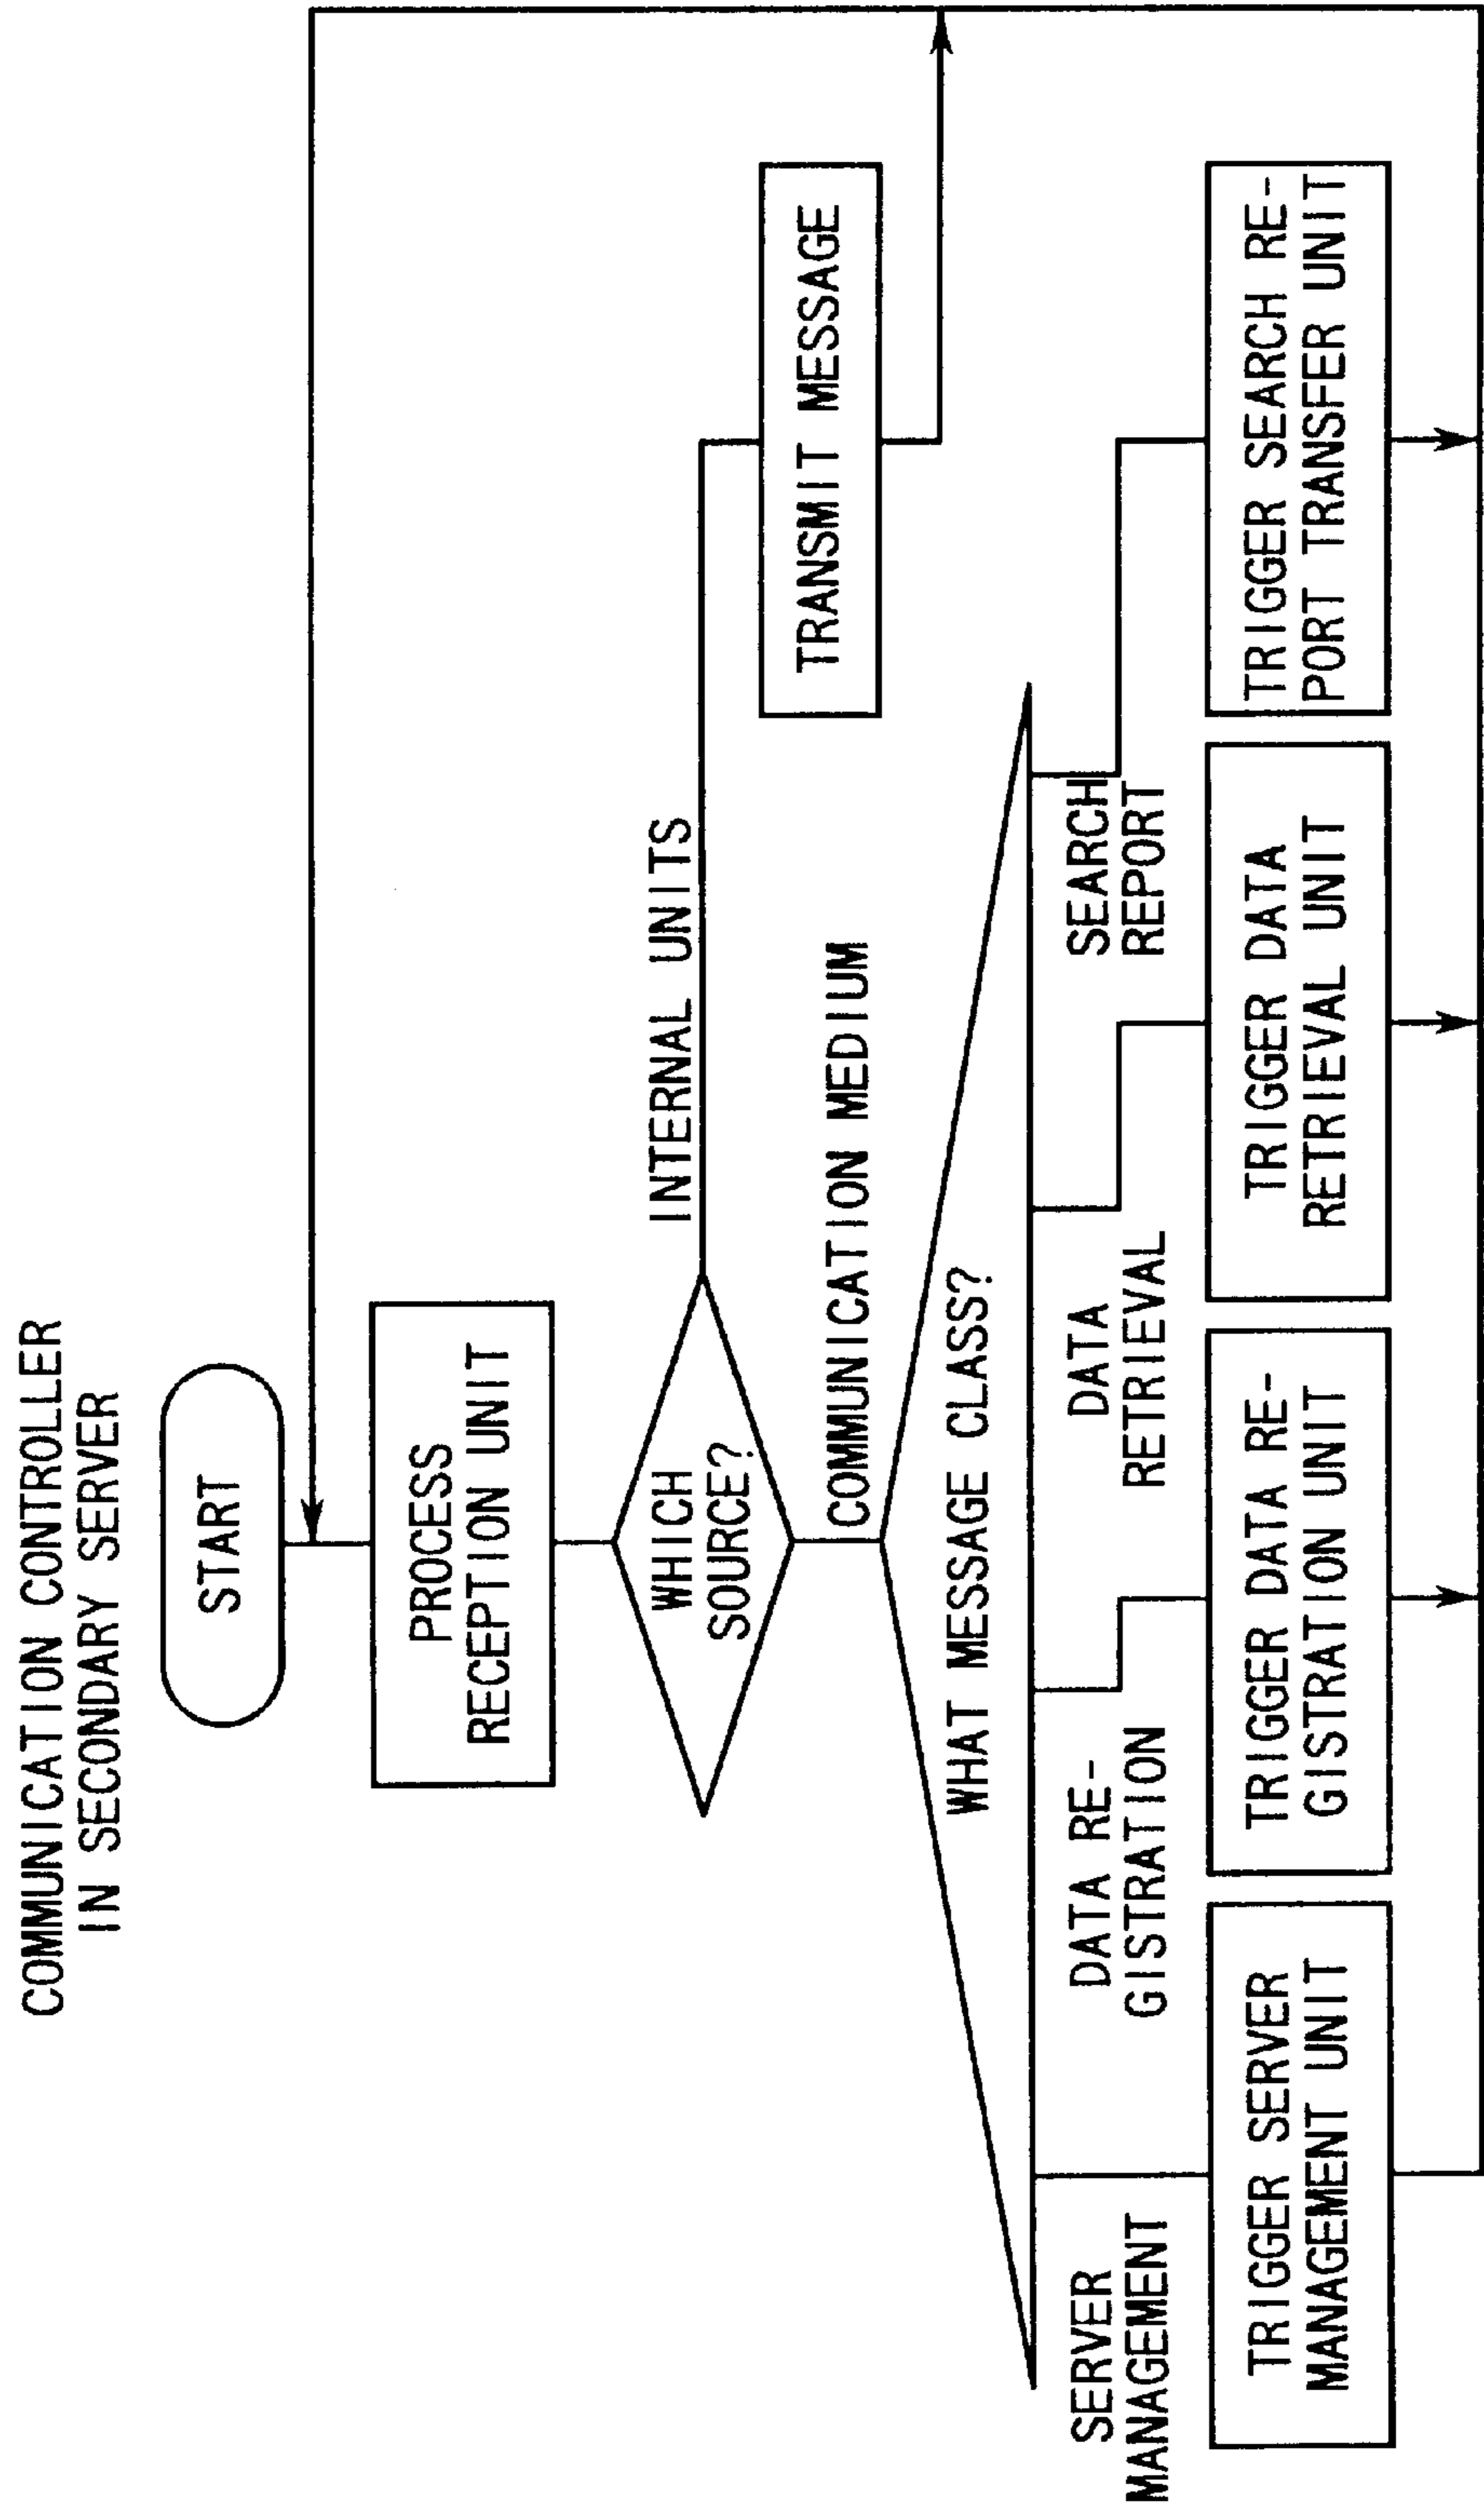 COMMUNICATION CONTROLLER
IN SECONDARY SERVER
START
PROCESS
RECEPTION UNIT
WHICH
SOURCE?
INTERNAL UNITS
TRANSMIT MESSAGE
COMMUNICATION MEDIUM
WHAT MESSAGE CLASS?
SERVER
MANAGEMENT
DATA RE-
GISTRATION
DATA
RETRIEVAL
SEARCH
REPORT
TRIGGER SERVER
MANAGEMENT UNIT
TRIGGER DATA RE-
GISTRATION UNIT
TRIGGER DATA
RETRIEVAL UNIT
TRIGGER SEARCH RE-
PORT TRANSFER UNIT